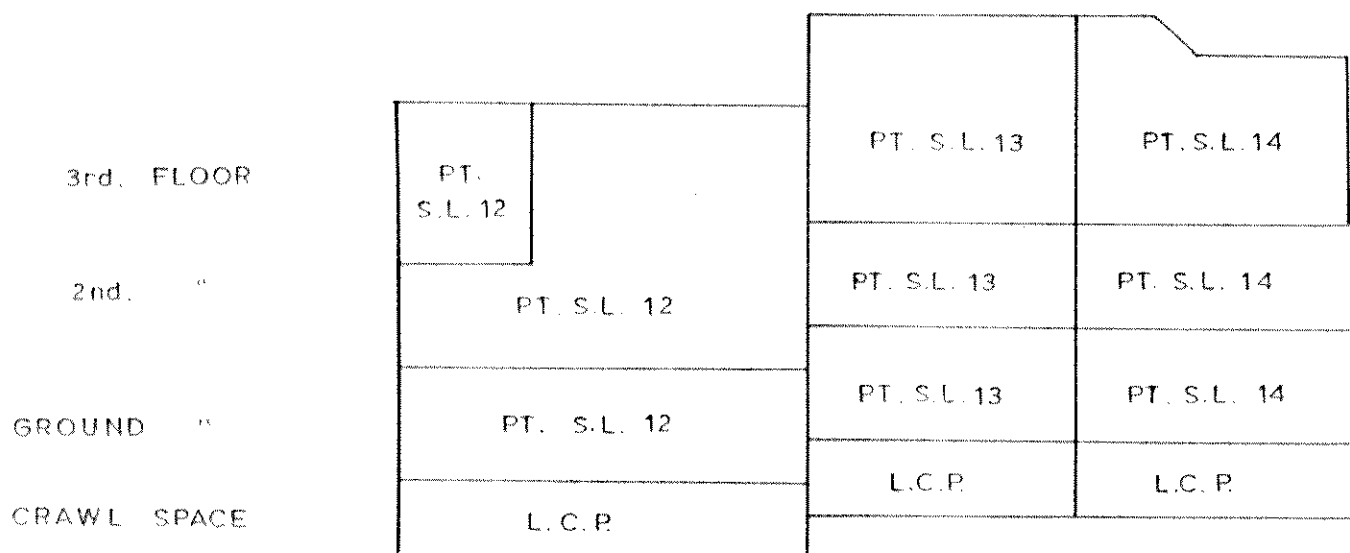 PT. S.L. 13
PT. S.L. 14
3rd. FLOOR
PT.
S.L. 12
2nd. "
PT. S.L. 12
PT. S.L. 13
PT. S.L. 14
GROUND "
PT. S.L. 12
PT. S.L. 13
PT. S.L. 14
L.C.P.
L.C.P.
CRAWL SPACE
L.C.P.